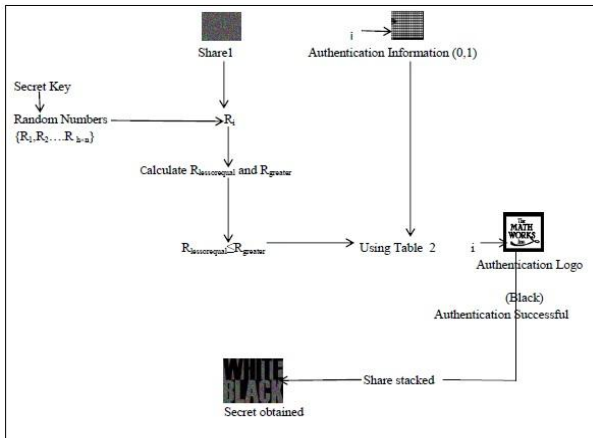 Share1
i
Authentication Information (0,1)
Secret Key
Random Numbers
{R1,R2....R h×n}
Ri
Calculate Rlessorequal and Rgreater
Rlessorequal≤Rgreater
Using Table 2
i
The
MATH
WORKS
Inc.
Authentication Logo
(Black)
Authentication Successful
WHITE
BLACK
Share stacked
Secret obtained